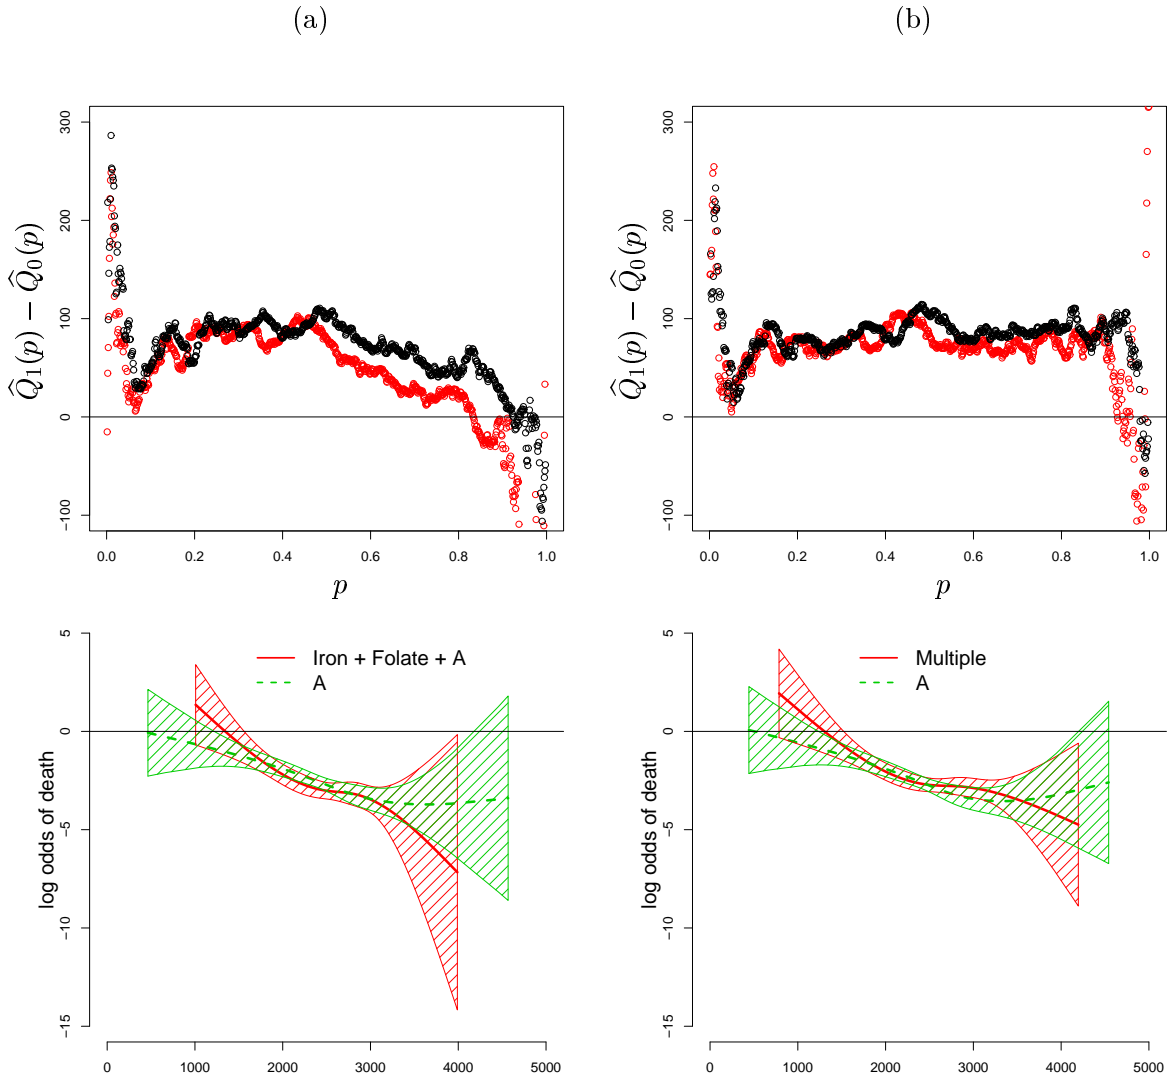 (a)
(b)
Q̂₁(p) − Q̂₀(p)
300
200
100
0
−100
0.0 0.2 0.4 0.6 0.8 1.0
p
Q̂₁(p) − Q̂₀(p)
300
200
100
0
−100
0.0 0.2 0.4 0.6 0.8 1.0
p
log odds of death
5
0
−5
−10
−15
Iron + Folate + A
A
0 1000 2000 3000 4000 5000
log odds of death
5
0
−5
−10
−15
Multiple
A
0 1000 2000 3000 4000 5000